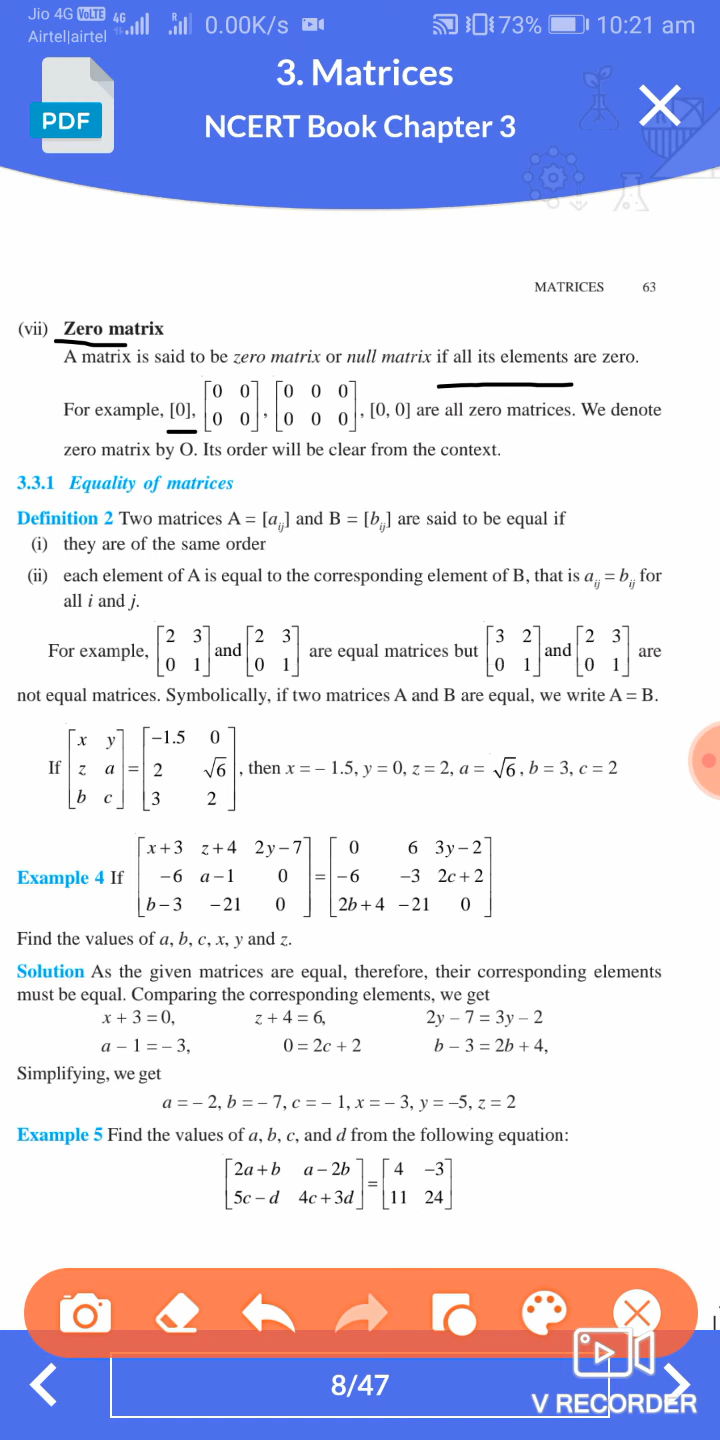 Jio 4G VoLTE 4G R 0.00K/s 73% 10:21 am
Airtel|airtel
3. Matrices
PDF
NCERT Book Chapter 3
MATRICES 63
(vii) Zero matrix
A matrix is said to be zero matrix or null matrix if all its elements are zero.
For example, [0], [0 0; 0 0], [0 0 0; 0 0 0], [0, 0] are all zero matrices. We denote
zero matrix by O. Its order will be clear from the context.
3.3.1 Equality of matrices
Definition 2 Two matrices A = [aᵢⱼ] and B = [bᵢⱼ] are said to be equal if
(i) they are of the same order
(ii) each element of A is equal to the corresponding element of B, that is aᵢⱼ = bᵢⱼ for
all i and j.
For example, [2 3; 0 1] and [2 3; 0 1] are equal matrices but [3 2; 0 1] and [2 3; 0 1] are
not equal matrices. Symbolically, if two matrices A and B are equal, we write A = B.
If [x y; z a; b c] = [−1.5 0; 2 √6; 3 2], then x = – 1.5, y = 0, z = 2, a = √6, b = 3, c = 2
Example 4 If [x+3 z+4 2y−7; −6 a−1 0; b−3 −21 0] = [0 6 3y−2; −6 −3 2c+2; 2b+4 −21 0]
Find the values of a, b, c, x, y and z.
Solution As the given matrices are equal, therefore, their corresponding elements
must be equal. Comparing the corresponding elements, we get
x + 3 = 0, z + 4 = 6, 2y – 7 = 3y – 2
a – 1 = – 3, 0 = 2c + 2 b – 3 = 2b + 4,
Simplifying, we get
a = – 2, b = – 7, c = – 1, x = – 3, y = –5, z = 2
Example 5 Find the values of a, b, c, and d from the following equation:
[2a+b a−2b; 5c−d 4c+3d] = [4 −3; 11 24]
8/47
V RECORDER